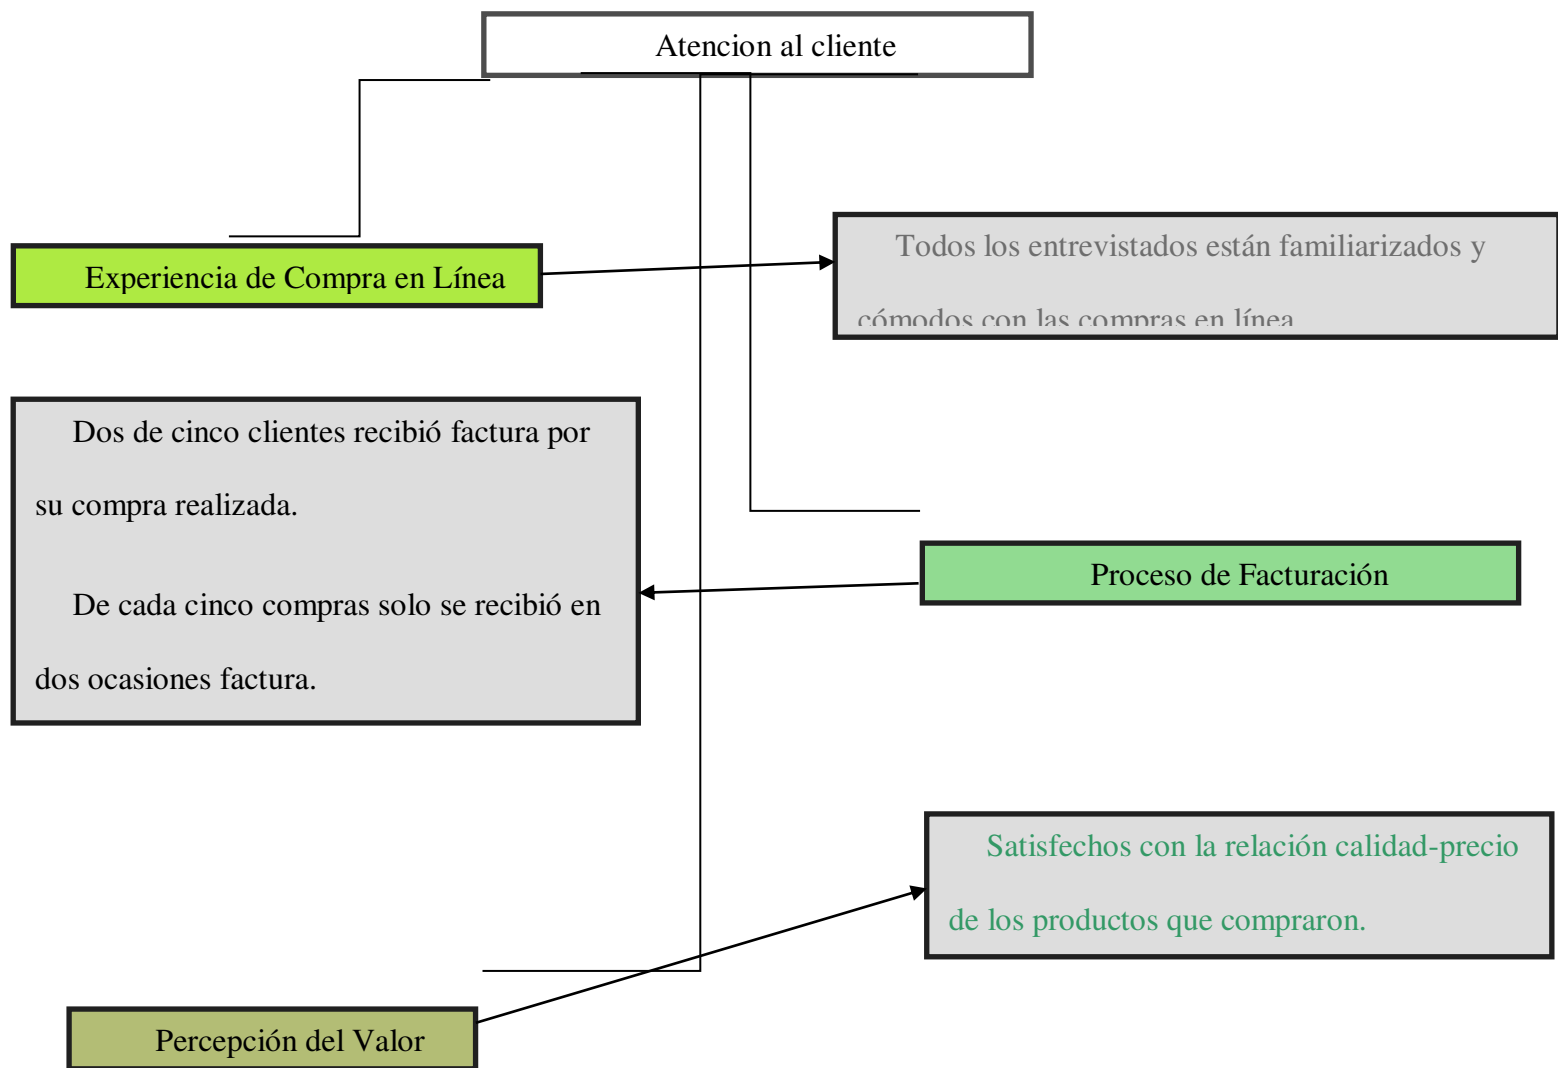 Atencion al cliente
Experiencia de Compra en Línea
Todos los entrevistados están familiarizados y
cómodos con las compras en línea
Dos de cinco clientes recibió factura por
su compra realizada.
De cada cinco compras solo se recibió en
dos ocasiones factura.
Proceso de Facturación
Satisfechos con la relación calidad-precio
de los productos que compraron.
Percepción del Valor